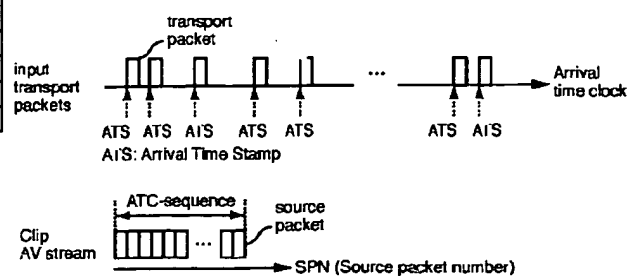 transport
packet
input
transport
packets
...
Arrival
time clock
ATS ATS ATS ATS ATS ATS ATS
ATS: Arrival Time Stamp
ATC-sequence
source
packet
Clip
AV stream
...
SPN (Source packet number)